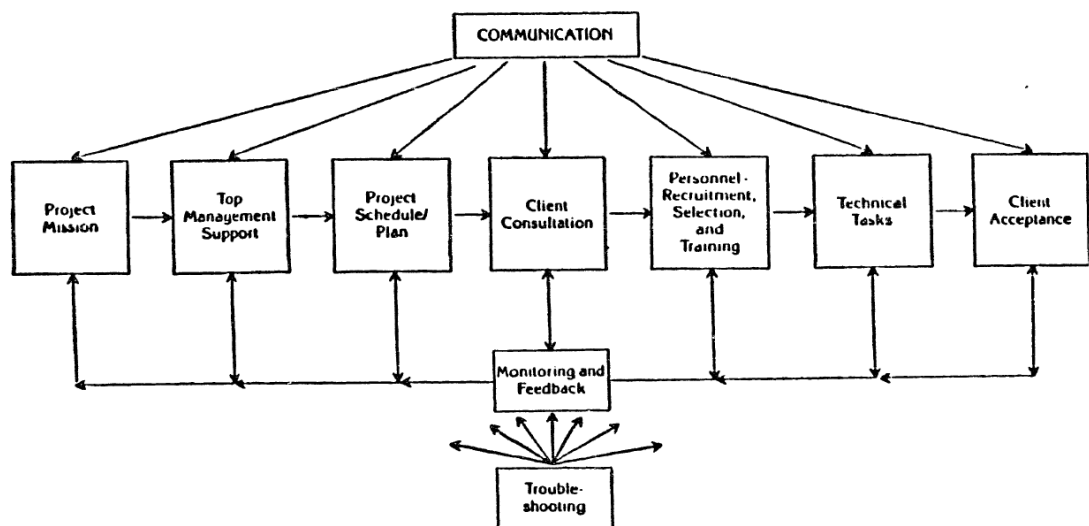 COMMUNICATION
Project
Mission
Top
Management
Support
Project
Schedule/
Plan
Client
Consultation
Personnel-
Recruitment,
Selection,
and
Training
Technical
Tasks
Client
Acceptance
Monitoring and
Feedback
Trouble-
shooting